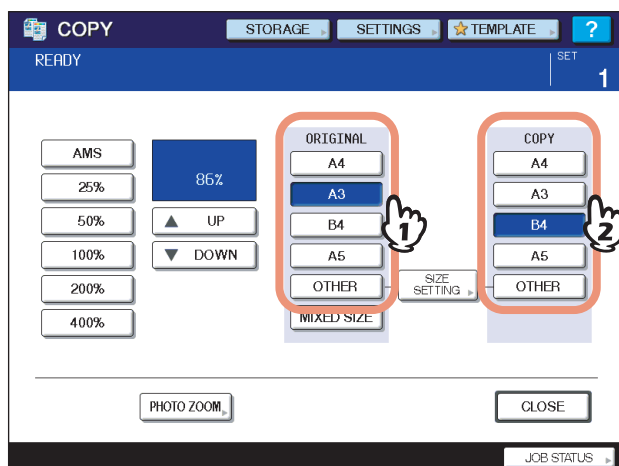 COPY
STORAGE
SETTINGS
TEMPLATE
?
READY
SET
1
AMS
25%
50%
100%
200%
400%
86%
UP
DOWN
ORIGINAL
A4
A3
B4
A5
OTHER
MIXED SIZE
1
SIZE
SETTING
COPY
A4
A3
B4
A5
OTHER
2
PHOTO ZOOM
CLOSE
JOB STATUS